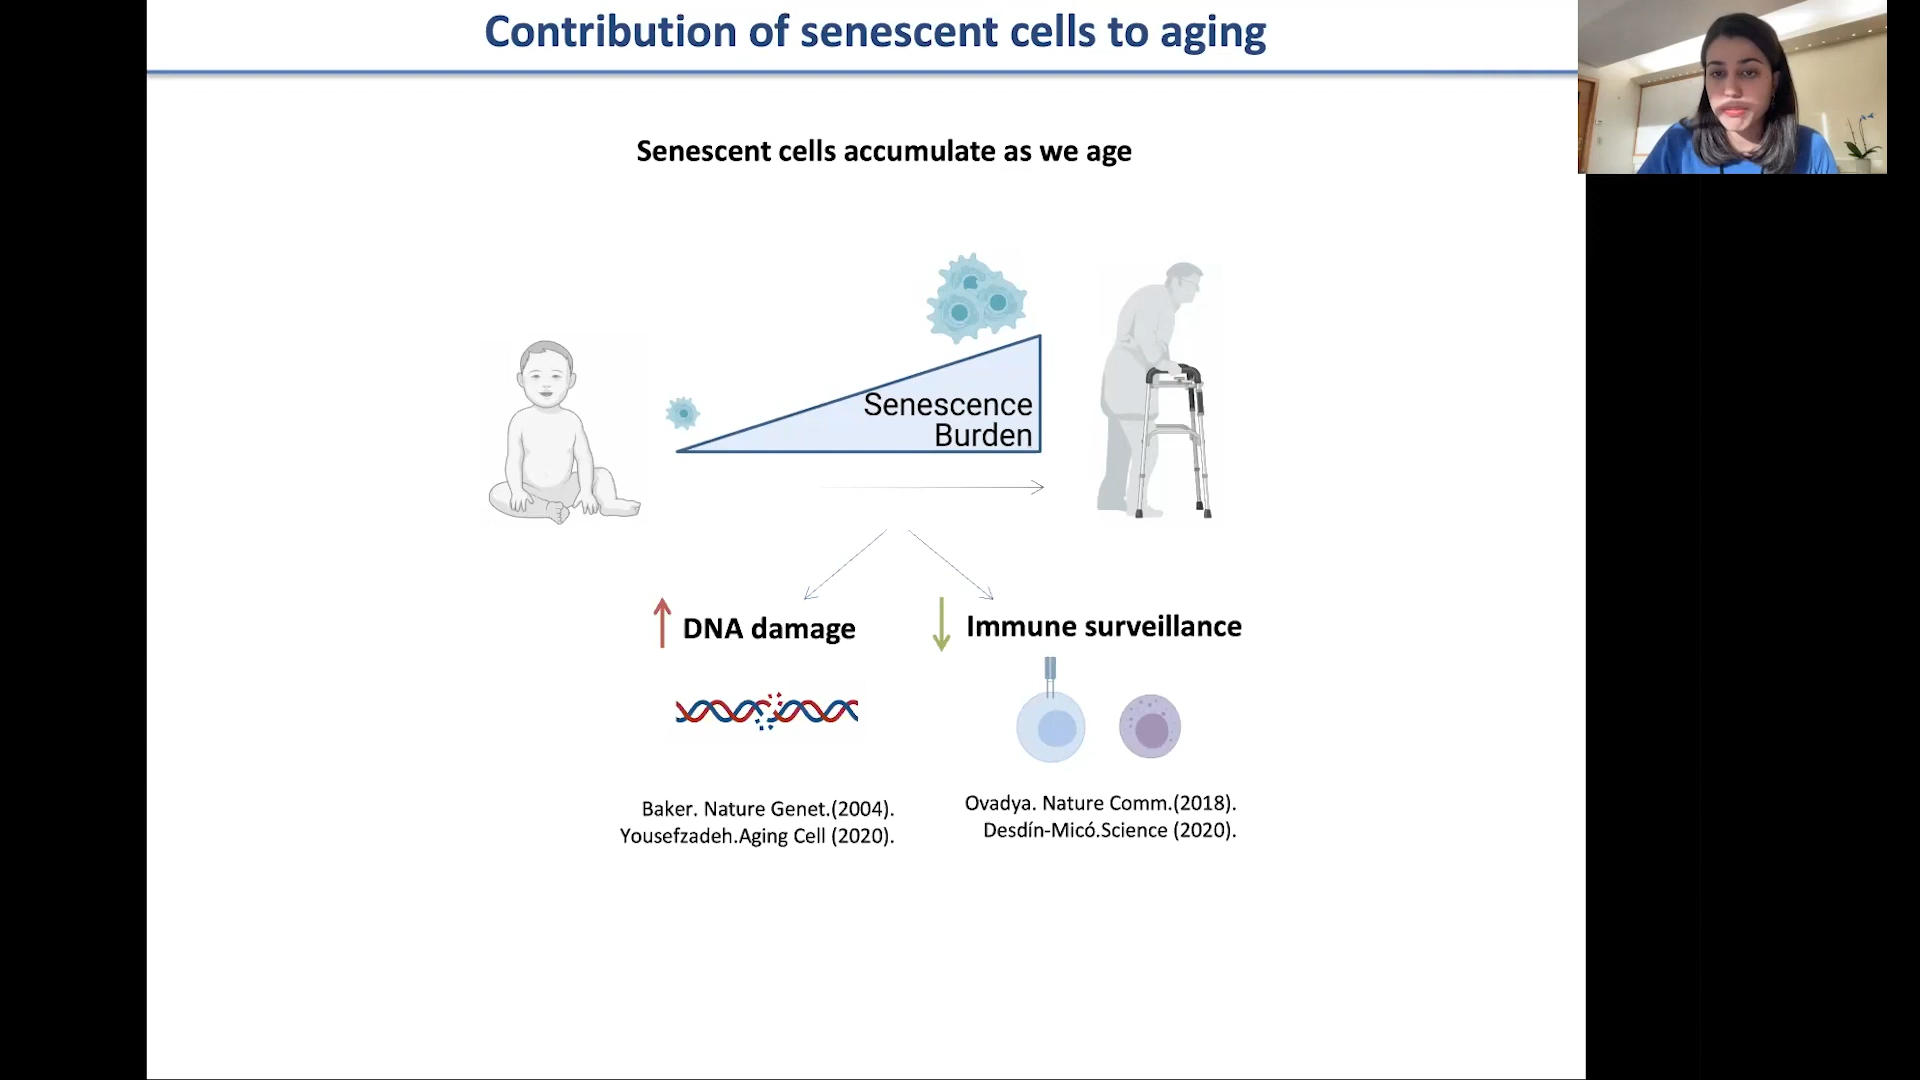 Contribution of senescent cells to aging
Senescent cells accumulate as we age
Senescence
Burden
DNA damage
Immune surveillance
Baker. Nature Genet.(2004).
Yousefzadeh.Aging Cell (2020).
Ovadya. Nature Comm.(2018).
Desdín-Micó.Science (2020).